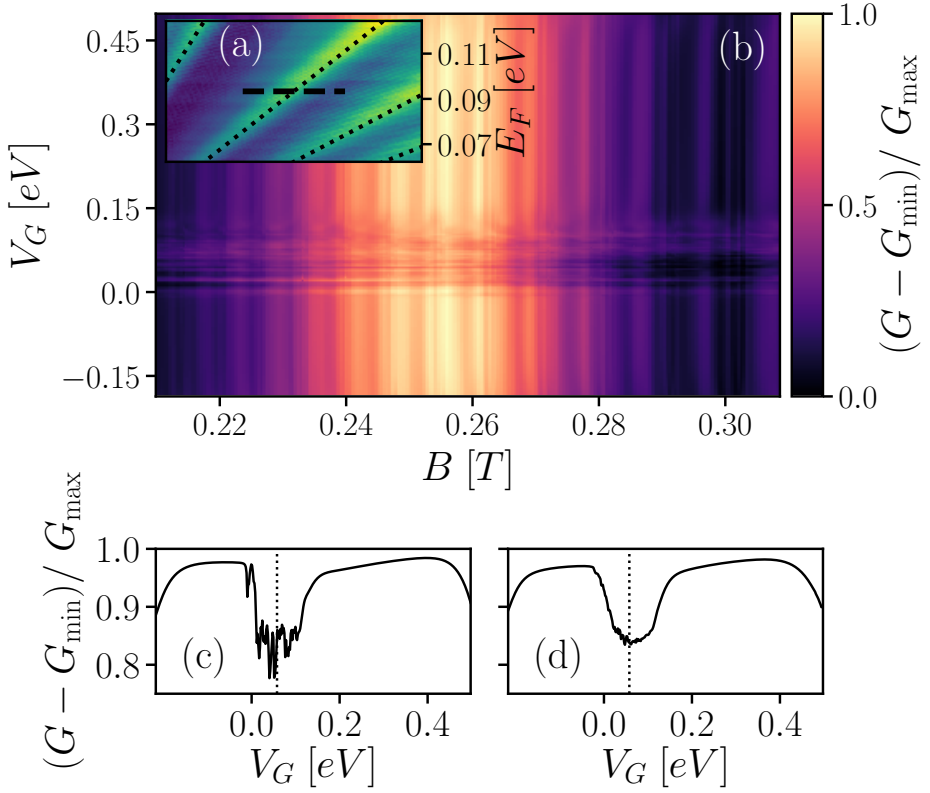 (a)
(b)
0.45
0.3
0.15
0.0
−0.15
V_G [eV]
0.11
0.09
0.07
E_F [eV]
0.22
0.24
0.26
0.28
0.30
B [T]
1.0
0.5
0.0
(G − G_min)/ G_max
(G − G_min)/ G_max
1.0
0.9
0.8
(c)
(d)
0.0
0.2
0.4
0.0
0.2
0.4
V_G [eV]
V_G [eV]